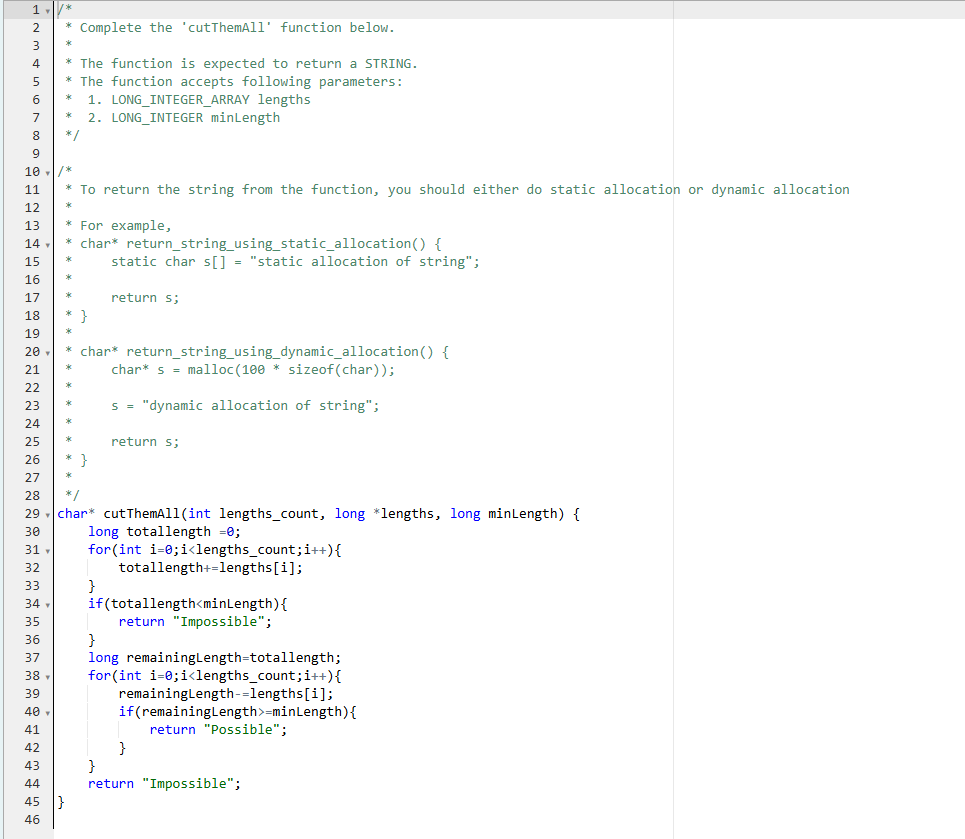 1 /*
2  * Complete the 'cutThemAll' function below.
3  *
4  * The function is expected to return a STRING.
5  * The function accepts following parameters:
6  *  1. LONG_INTEGER_ARRAY lengths
7  *  2. LONG_INTEGER minLength
8  */
9
10 /*
11  * To return the string from the function, you should either do static allocation or dynamic allocation
12  *
13  * For example,
14  * char* return_string_using_static_allocation() {
15  *     static char s[] = "static allocation of string";
16  *
17  *     return s;
18  * }
19  *
20  * char* return_string_using_dynamic_allocation() {
21  *     char* s = malloc(100 * sizeof(char));
22  *
23  *     s = "dynamic allocation of string";
24  *
25  *     return s;
26  * }
27  *
28  */
29 char* cutThemAll(int lengths_count, long *lengths, long minLength) {
30     long totallength =0;
31     for(int i=0;i<lengths_count;i++){
32         totallength+=lengths[i];
33     }
34     if(totallength<minLength){
35         return "Impossible";
36     }
37     long remainingLength=totallength;
38     for(int i=0;i<lengths_count;i++){
39         remainingLength-=lengths[i];
40         if(remainingLength>=minLength){
41             return "Possible";
42         }
43     }
44     return "Impossible";
45 }
46